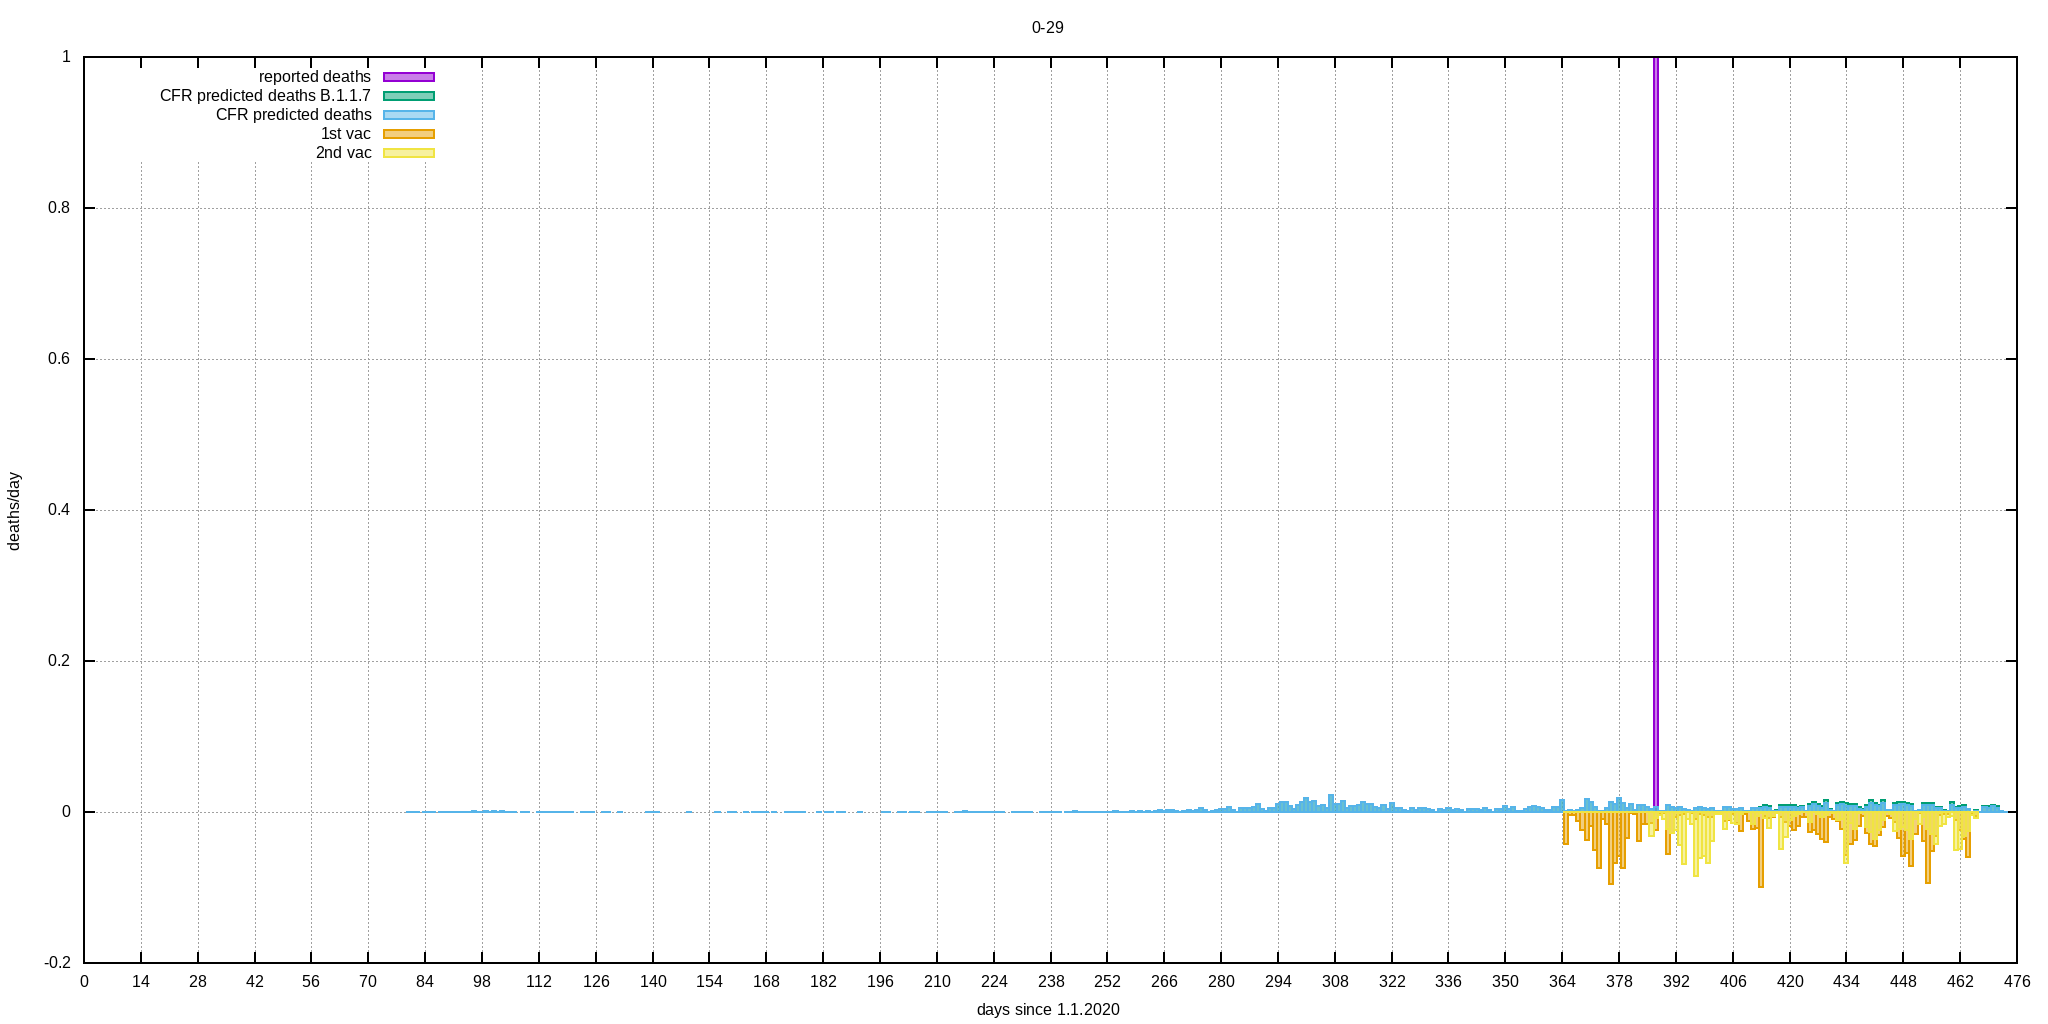 0-29
1
reported deaths
CFR predicted deaths B.1.1.7
CFR predicted deaths
1st vac
2nd vac
0.8
0.6
0.4
deaths/day
0.2
0
-0.2
0 14 28 42 56 70 84 98 112 126 140 154 168 182 196 210 224 238 252 266 280 294 308 322 336 350 364 378 392 406 420 434 448 462 476
days since 1.1.2020